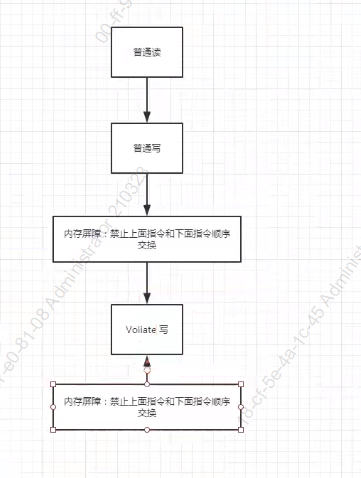 普通读
普通写
内存屏障：禁止上面指令和下面指令顺序
交换
Voliate 写
内存屏障：禁止上面指令和下面指令顺序
交换
00-ff-9
-e0-81-08 Administrator 210323
18-cf-5e-4a-1c-45 Administ